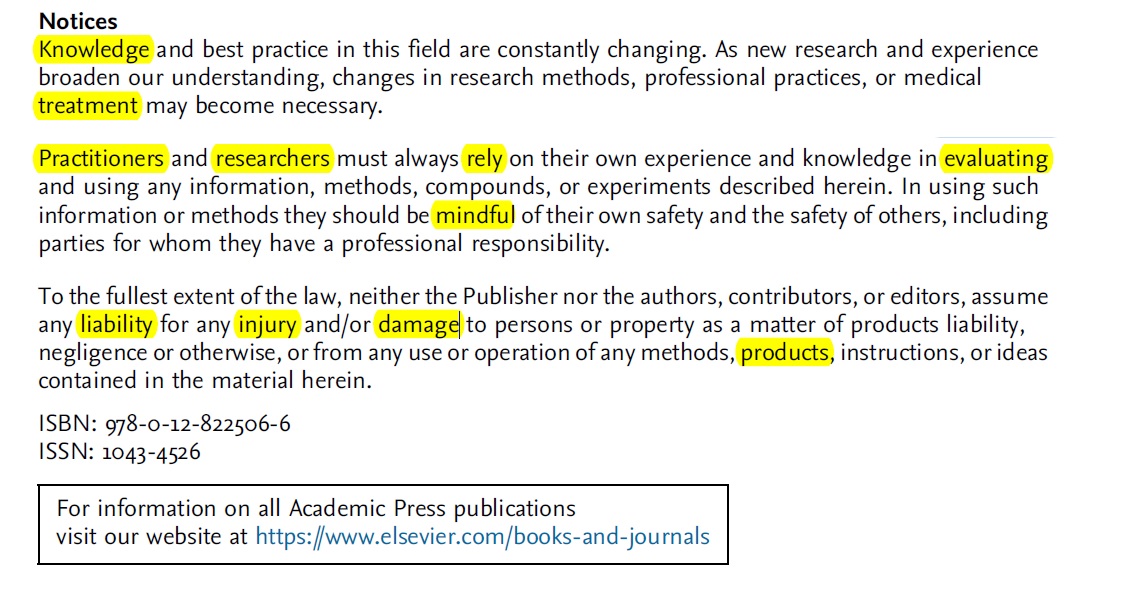 Notices
Knowledge and best practice in this field are constantly changing. As new research and experience
broaden our understanding, changes in research methods, professional practices, or medical
treatment may become necessary.
Practitioners and researchers must always rely on their own experience and knowledge in evaluating
and using any information, methods, compounds, or experiments described herein. In using such
information or methods they should be mindful of their own safety and the safety of others, including
parties for whom they have a professional responsibility.
To the fullest extent of the law, neither the Publisher nor the authors, contributors, or editors, assume
any liability for any injury and/or damage to persons or property as a matter of products liability,
negligence or otherwise, or from any use or operation of any methods, products, instructions, or ideas
contained in the material herein.
ISBN: 978-0-12-822506-6
ISSN: 1043-4526
For information on all Academic Press publications
visit our website at https://www.elsevier.com/books-and-journals